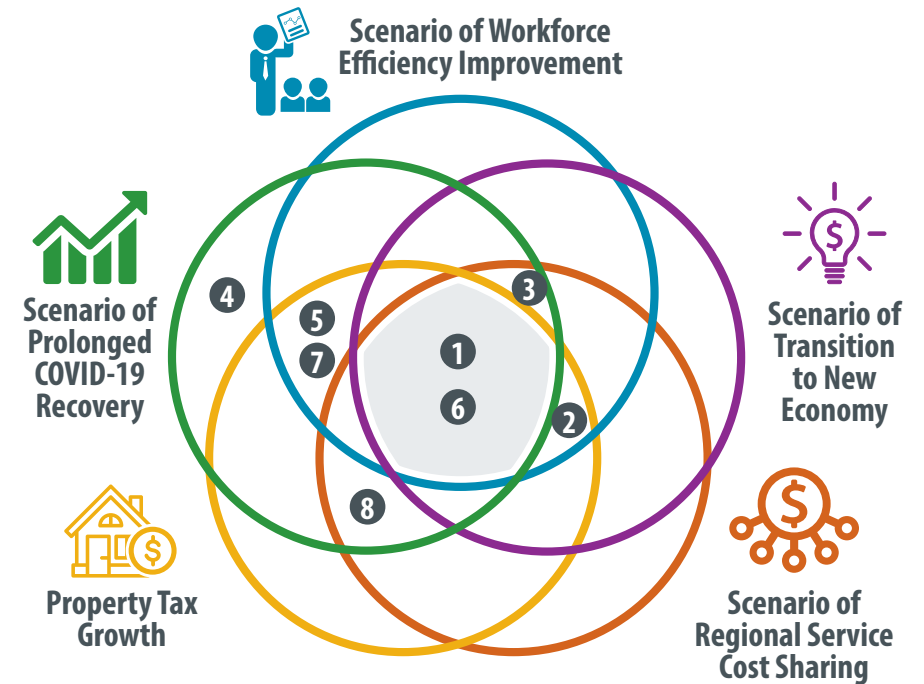 Scenario of Workforce
Efficiency Improvement
Scenario of
Prolonged
COVID-19
Recovery
$
Scenario of
Transition
to New
Economy
4
3
5
7
1
6
2
8
$
Property Tax
Growth
$
Scenario of
Regional Service
Cost Sharing